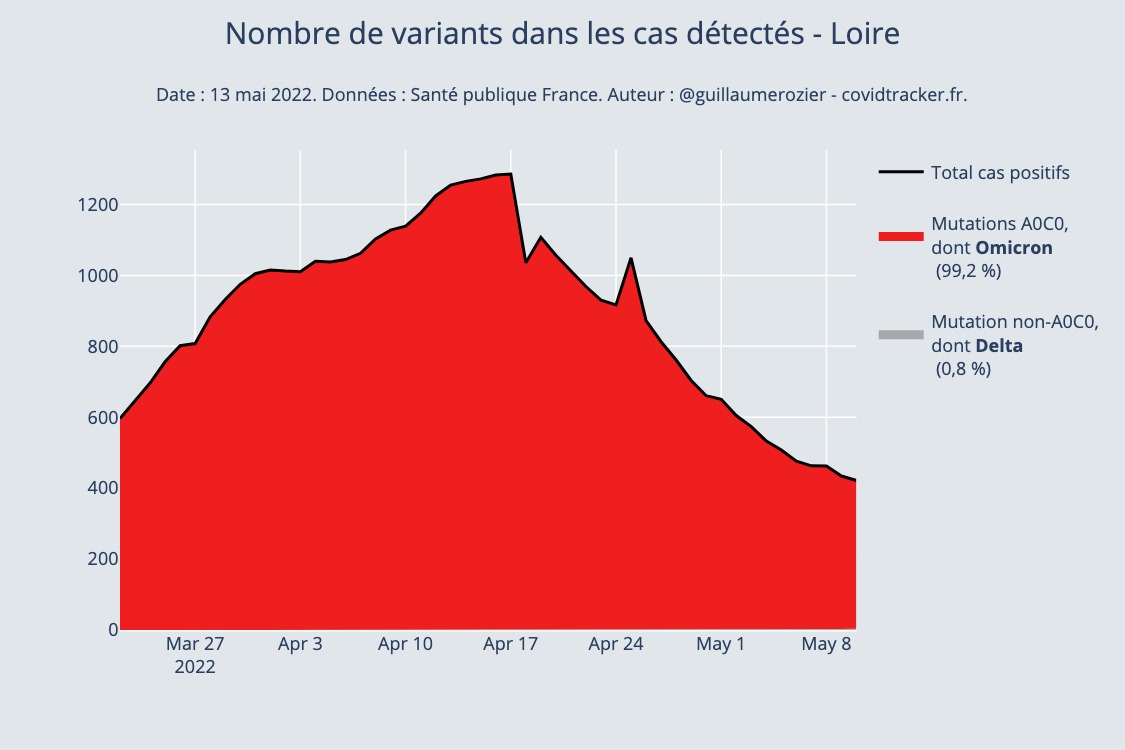 Nombre de variants dans les cas détectés - Loire
Date : 13 mai 2022. Données : Santé publique France. Auteur : @guillaumerozier - covidtracker.fr.
Total cas positifs
Mutations A0C0,
dont Omicron
(99,2 %)
Mutation non-A0C0,
dont Delta
(0,8 %)
1200
1000
800
600
400
200
0
Mar 27 Apr 3 Apr 10 Apr 17 Apr 24 May 1 May 8
2022